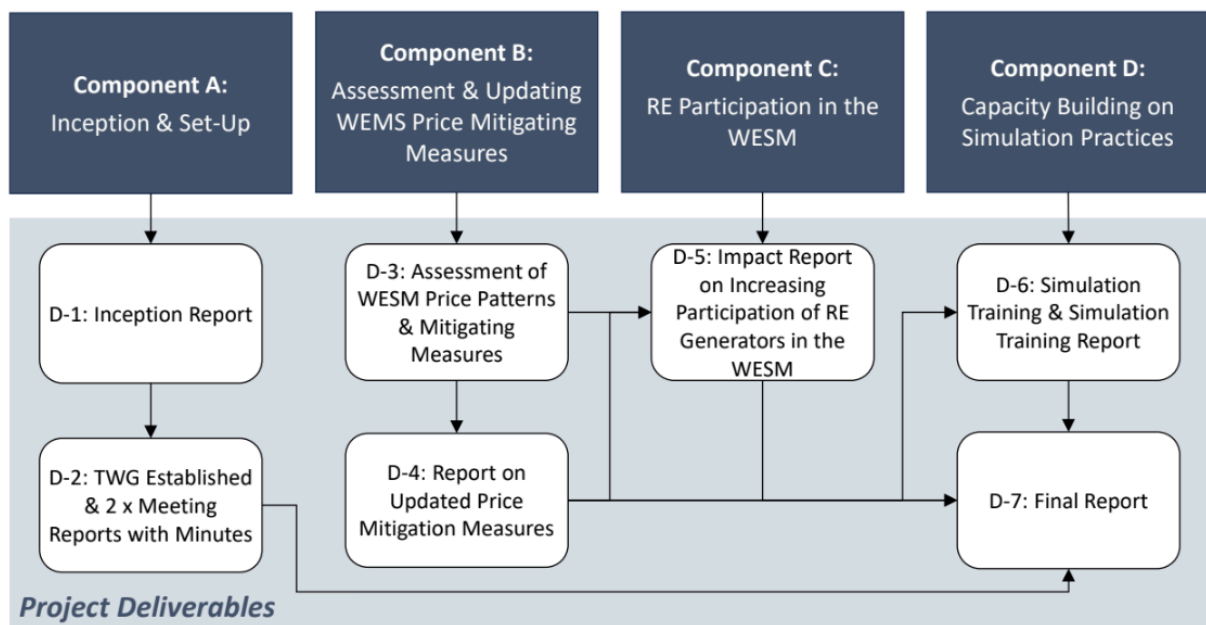 Component A:
Inception & Set-Up
Component B:
Assessment & Updating
WEMS Price Mitigating
Measures
Component C:
RE Participation in the
WESM
Component D:
Capacity Building on
Simulation Practices
D-1: Inception Report
D-3: Assessment of
WESM Price Patterns
& Mitigating
Measures
D-5: Impact Report
on Increasing
Participation of RE
Generators in the
WESM
D-6: Simulation
Training & Simulation
Training Report
D-2: TWG Established
& 2 x Meeting
Reports with Minutes
D-4: Report on
Updated Price
Mitigation Measures
D-7: Final Report
Project Deliverables